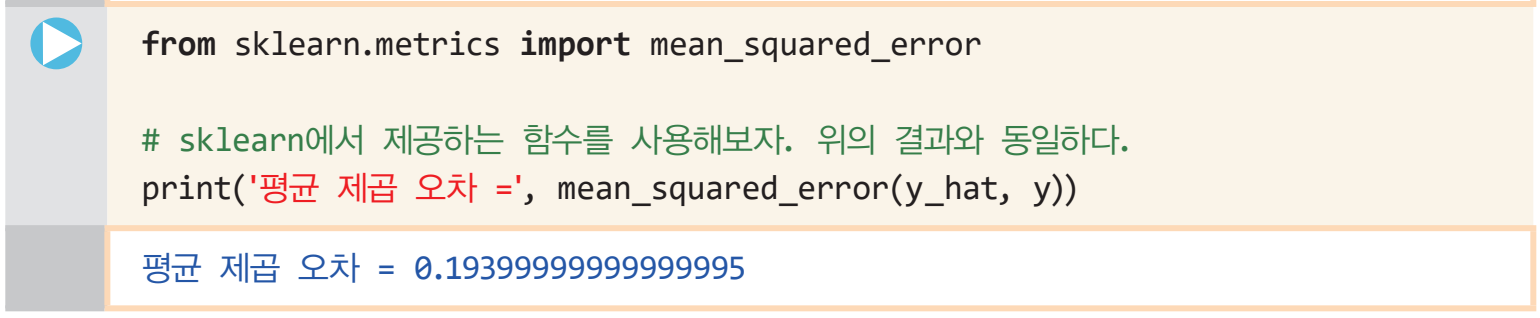 from sklearn.metrics import mean_squared_error
# sklearn에서 제공하는 함수를 사용해보자. 위의 결과와 동일하다.
print('평균 제곱 오차 =', mean_squared_error(y_hat, y))
평균 제곱 오차 = 0.19399999999999995